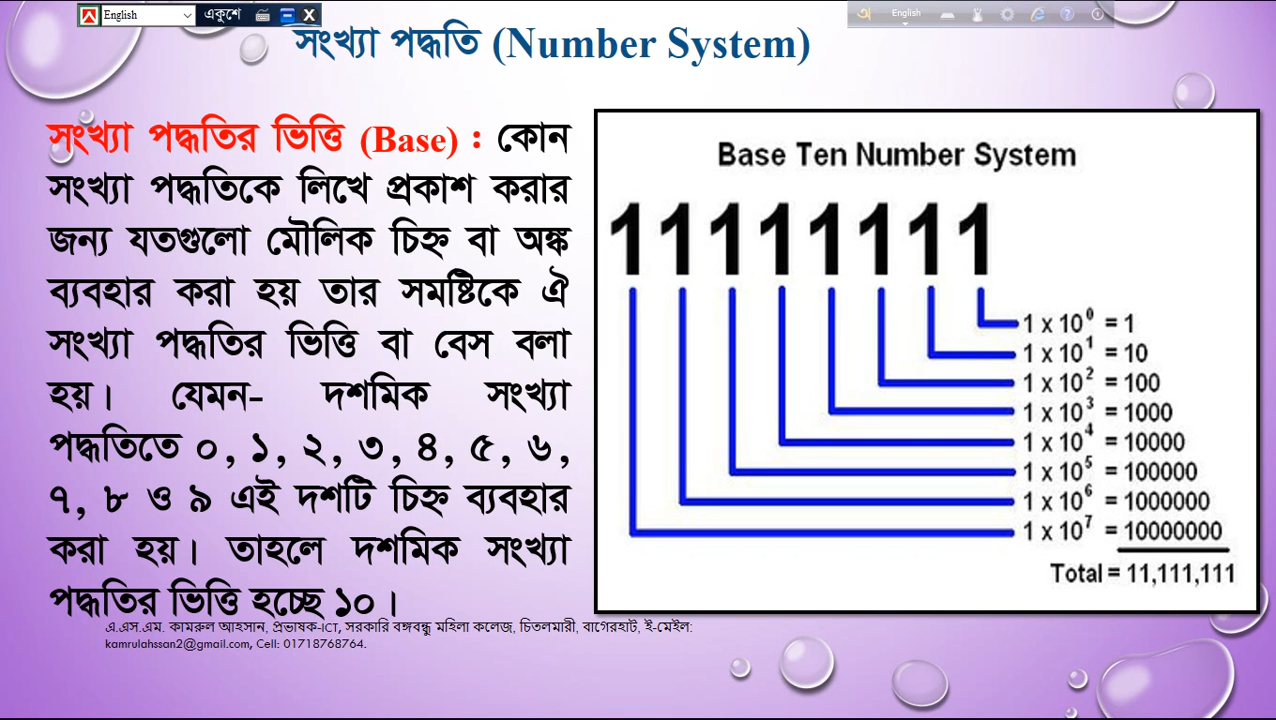 English
একুশে
English
সংখ্যা পদ্ধতি (Number System)
সংখ্যা পদ্ধতির ভিত্তি (Base) : কোন
সংখ্যা পদ্ধতিকে লিখে প্রকাশ করার
জন্য যতগুলো মৌলিক চিহ্ন বা অঙ্ক
ব্যবহার করা হয় তার সমষ্টিকে ঐ
সংখ্যা পদ্ধতির ভিত্তি বা বেস বলা
হয়। যেমন- দশমিক সংখ্যা
পদ্ধতিতে ০, ১, ২, ৩, ৪, ৫, ৬,
৭, ৮ ও ৯ এই দশটি চিহ্ন ব্যবহার
করা হয়। তাহলে দশমিক সংখ্যা
পদ্ধতির ভিত্তি হচ্ছে ১০।
Base Ten Number System
11111111
1 x 10⁰ = 1
1 x 10¹ = 10
1 x 10² = 100
1 x 10³ = 1000
1 x 10⁴ = 10000
1 x 10⁵ = 100000
1 x 10⁶ = 1000000
1 x 10⁷ = 10000000
Total = 11,111,111
এ.এস.এম. কামরুল আহসান, প্রভাষক-ICT, সরকারি বঙ্গবন্ধু মহিলা কলেজ, চিতলমারী, বাগেরহাট, ই-মেইল:
kamrulahssan2@gmail.com, Cell: 01718768764.